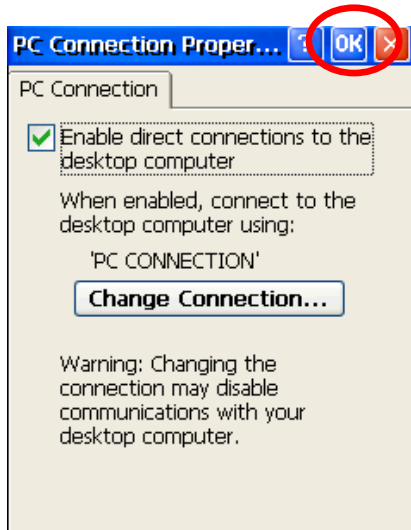 PC Connection Proper... ? OK ×
PC Connection
Enable direct connections to the
desktop computer
When enabled, connect to the
desktop computer using:
'PC CONNECTION'
Change Connection...
Warning: Changing the
connection may disable
communications with your
desktop computer.